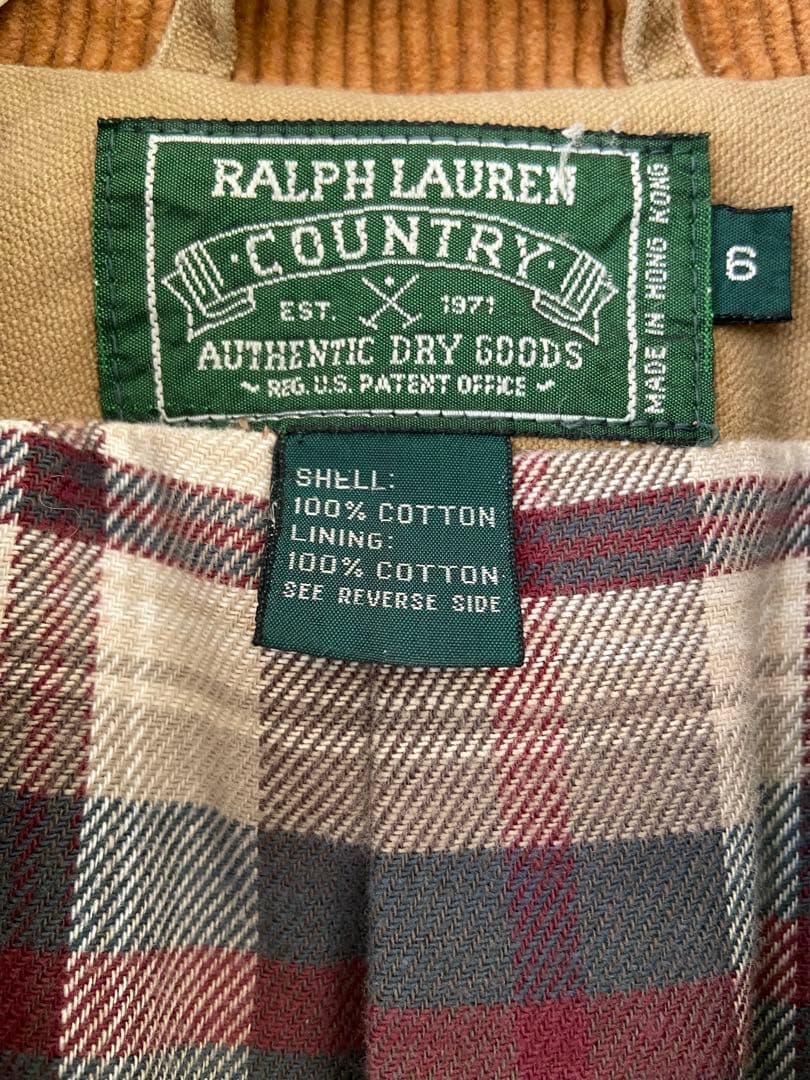 RALPH LAUREN
· COUNTRY ·
EST. 1971
AUTHENTIC DRY GOODS
~ REG. U.S. PATENT OFFICE ~
MADE IN HONG KONG
6
SHELL:
100% COTTON
LINING:
100% COTTON
SEE REVERSE SIDE